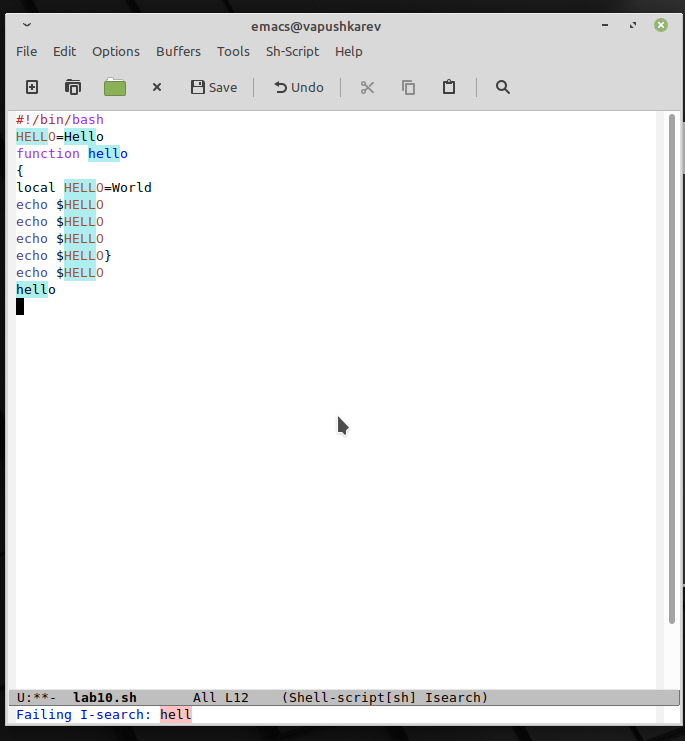 emacs@vapushkarev
File Edit Options Buffers Tools Sh-Script Help
Save Undo
#!/bin/bash
HELLO=Hello
function hello
{
local HELLO=World
echo $HELLO
echo $HELLO
echo $HELLO
echo $HELLO}
echo $HELLO
hello
U:**- lab10.sh All L12 (Shell-script[sh] Isearch)
Failing I-search: hell